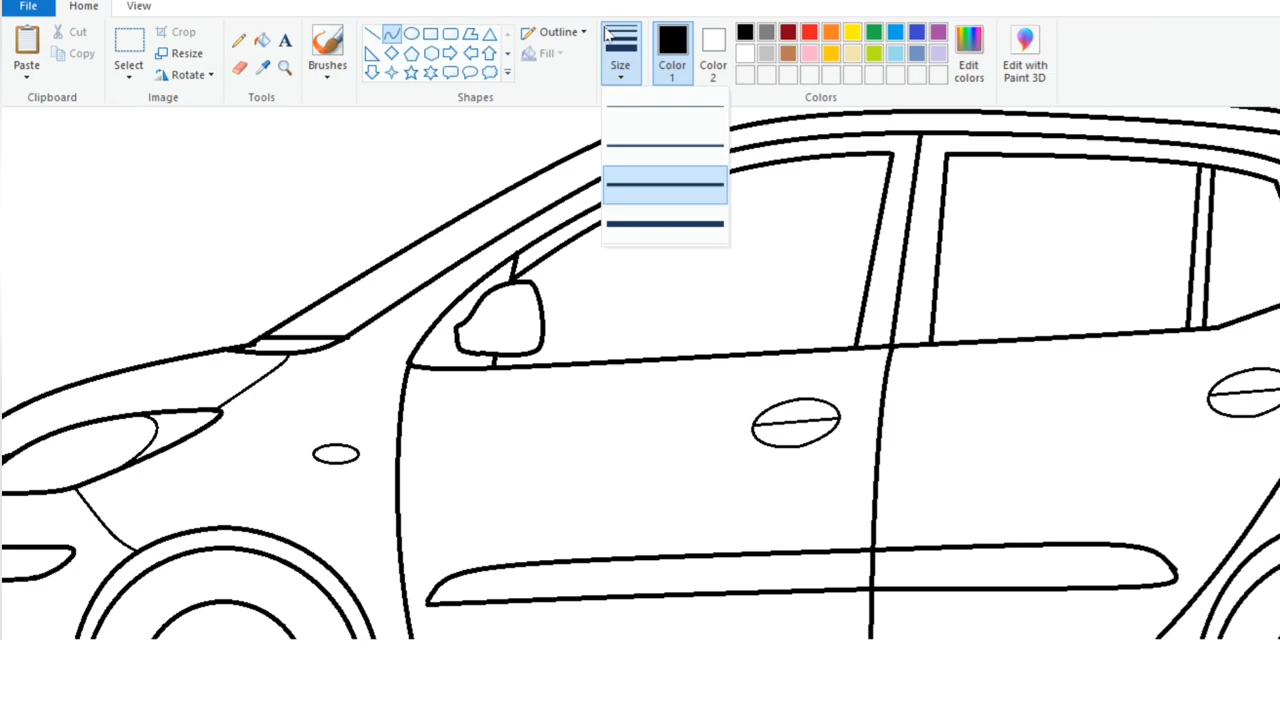 File Home View
Paste
Cut
Copy
Clipboard
Select
Crop
Resize
Rotate
Image
A
Tools
Brushes
Shapes
Outline
Fill
Size
Color 1
Color 2
Edit colors
Colors
Edit with Paint 3D